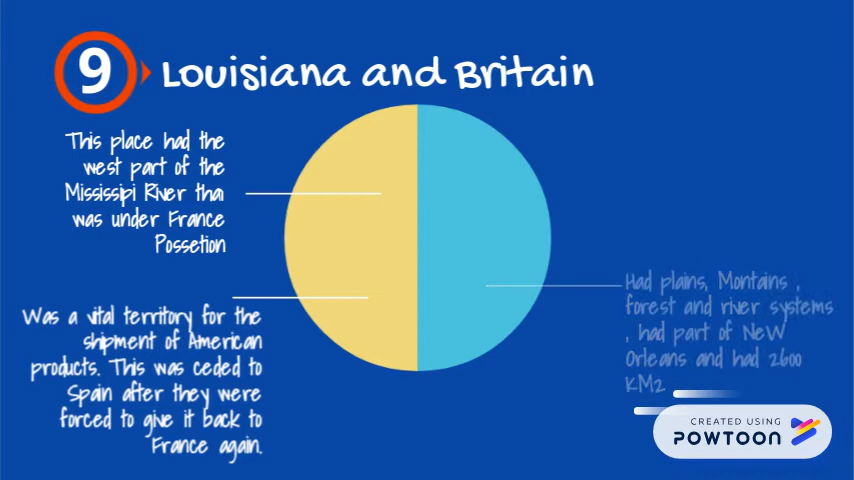 9
Louisiana and Britain
This place had the
west part of the
Mississipi River that
was under France
Possetion
Was a vital territory for the
shipment of American
products. This was ceded to
Spain after they were
forced to give it back to
France again.
Had plains, Montains ,
forest and river systems
, had part of NeW
Orleans and had 2600
KM2
CREATED USING
POWTOON